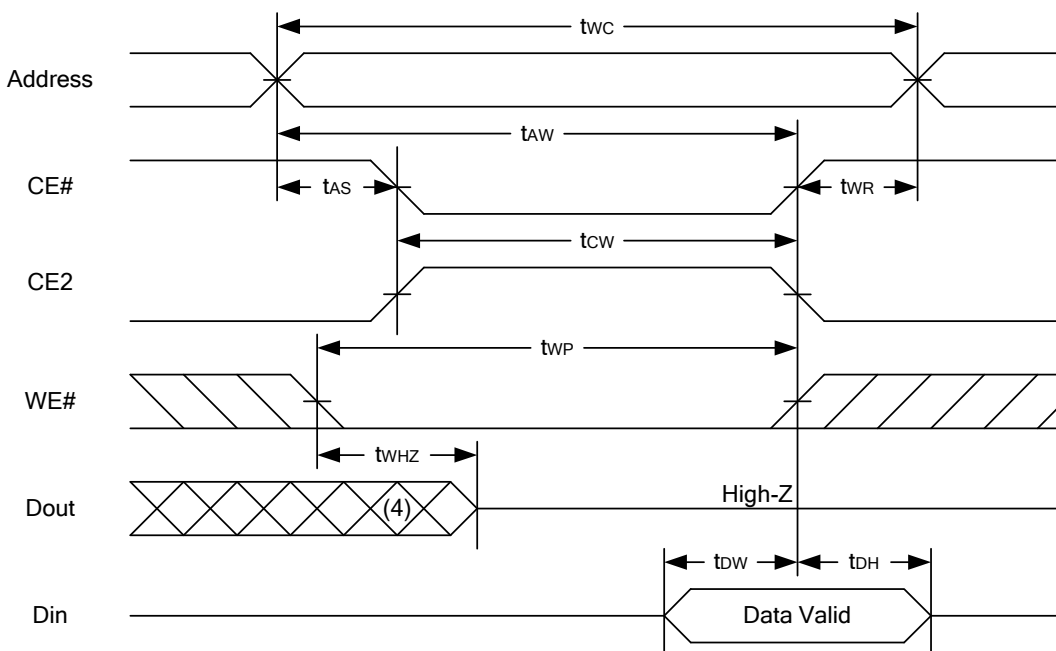 tWC
Address
tAW
CE#
tAS
tWR
tCW
CE2
tWP
WE#
tWHZ
Dout
(4)
High-Z
tDW
tDH
Din
Data Valid